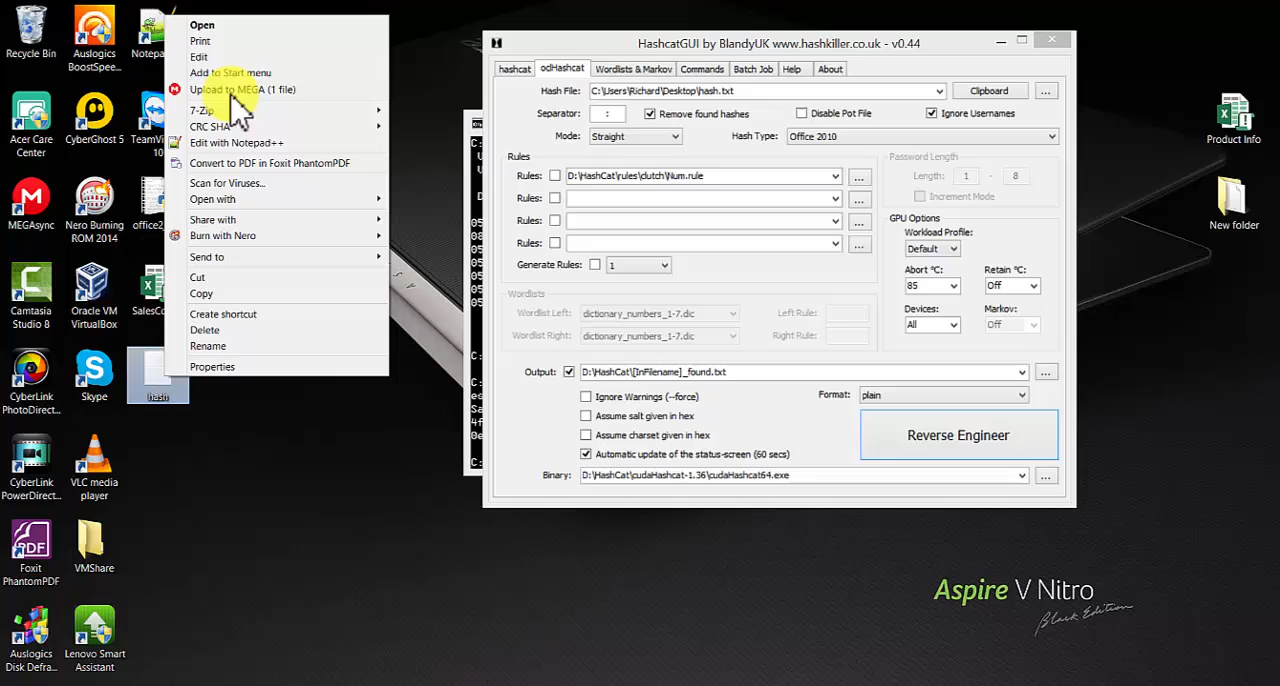 Recycle Bin
Auslogics
BoostSpee...
Notepa
Acer Care
Center
CyberGhost 5
TeamV
10
MEGAsync
Nero Burning
ROM 2014
office2
Camtasia
Studio 8
Oracle VM
VirtualBox
SalesCo
CyberLink
PhotoDirect...
Skype
hash
CyberLink
PowerDirect...
VLC media
player
Foxit
PhantomPDF
VMShare
Auslogics
Disk Defra...
Lenovo Smart
Assistant
Open
Print
Edit
Add to Start menu
Upload to MEGA (1 file)
7-Zip
CRC SHA
Edit with Notepad++
Convert to PDF in Foxit PhantomPDF
Scan for Viruses...
Open with
Share with
Burn with Nero
Send to
Cut
Copy
Create shortcut
Delete
Rename
Properties
HashcatGUI by BlandyUK www.hashkiller.co.uk - v0.44
hashcat oclHashcat Wordlists & Markov Commands Batch Job Help About
Hash File: C:\Users\Richard\Desktop\hash.txt Clipboard ...
Separator: : Remove found hashes Disable Pot File Ignore Usernames
Mode: Straight Hash Type: Office 2010
Rules
Rules: D:\HashCat\rules\clutch\Num.rule ...
Rules: ...
Rules: ...
Rules: ...
Generate Rules: 1
Password Length
Length: 1 - 8
Increment Mode
GPU Options
Workload Profile:
Default
Abort °C: Retain °C:
85 Off
Devices: Markov:
All Off
Wordlists
Wordlist Left: dictionary_numbers_1-7.dic Left Rule:
Wordlist Right: dictionary_numbers_1-7.dic Right Rule:
Output: D:\HashCat\[InFilename]_found.txt ...
Ignore Warnings (--force) Format: plain
Assume salt given in hex
Assume charset given in hex
Automatic update of the status-screen (60 secs)
Reverse Engineer
Binary: D:\HashCat\cudaHashcat-1.36\cudaHashcat64.exe ...
Product Info
New folder
Aspire V Nitro
Black Edition